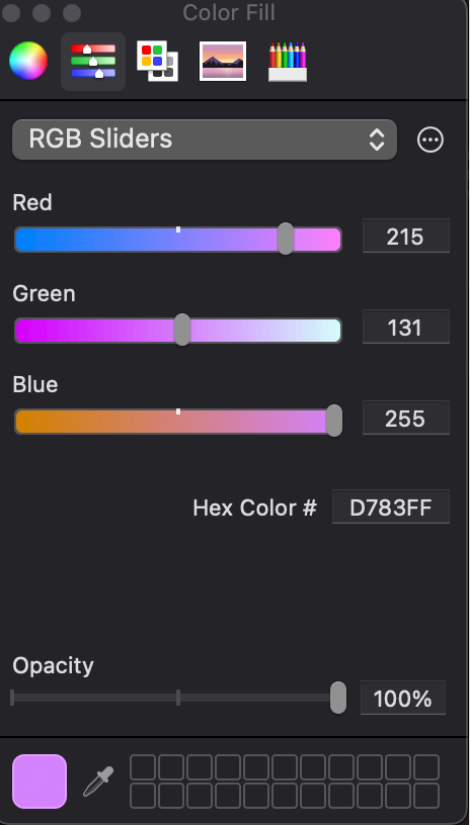 Color Fill
RGB Sliders
Red
215
Green
131
Blue
255
Hex Color # D783FF
Opacity
100%